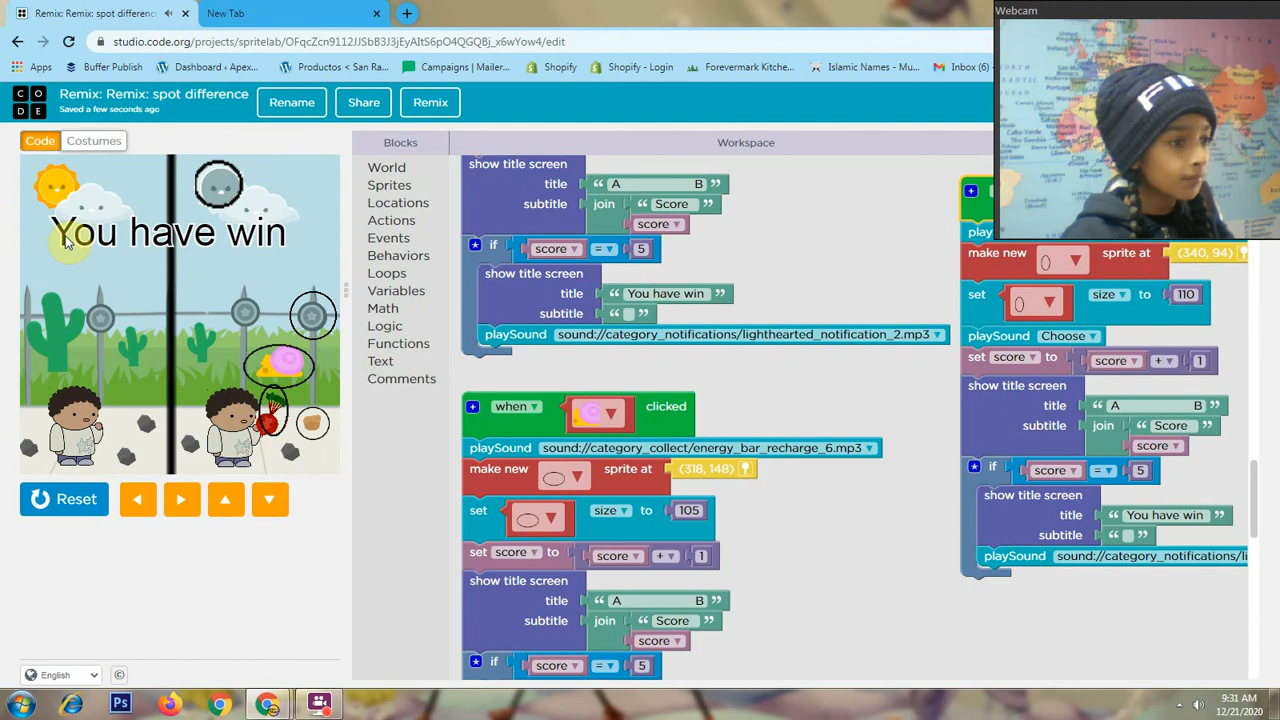 Remix: Remix: spot difference
New Tab
Webcam
studio.code.org/projects/spritelab/
Apps
Buffer Publish
Dashboard ‹ Apex...
Productos ‹ Ru...
Campaigns | Mailer...
Shopify
Shopify - Login
Forevermark Honey...
Islamic Names - Mu...
Inbox (6)
CODE
Remix: Remix: spot difference
Saved a few seconds ago
Rename
Share
Remix
FILA
Code
Costumes
Blocks
Workspace
You have win
Reset
World
Sprites
Locations
Actions
Events
Behaviors
Loops
Variables
Math
Logic
Functions
Text
Comments
show title screen
title “ A B ”
subtitle join “ Score ”
score
if score = 5
show title screen
title “ You have win ”
subtitle “ ”
playSound sound://category_notifications/lighthearted_notification_2.mp3
when clicked
playSound sound://category_collect/energy_bar_recharge_6.mp3
make new sprite at (318, 148)
set size to 105
set score to score + 1
show title screen
title “ A B ”
subtitle join “ Score ”
score
if score = 5
make new sprite at (340, 94)
set size to 110
playSound Choose
set score to score + 1
show title screen
title “ A B ”
subtitle join “ Score ”
score
if score = 5
show title screen
title “ You have win ”
subtitle “ ”
playSound sound://category_notifications/li
English
©
9:31 AM
12/21/2020